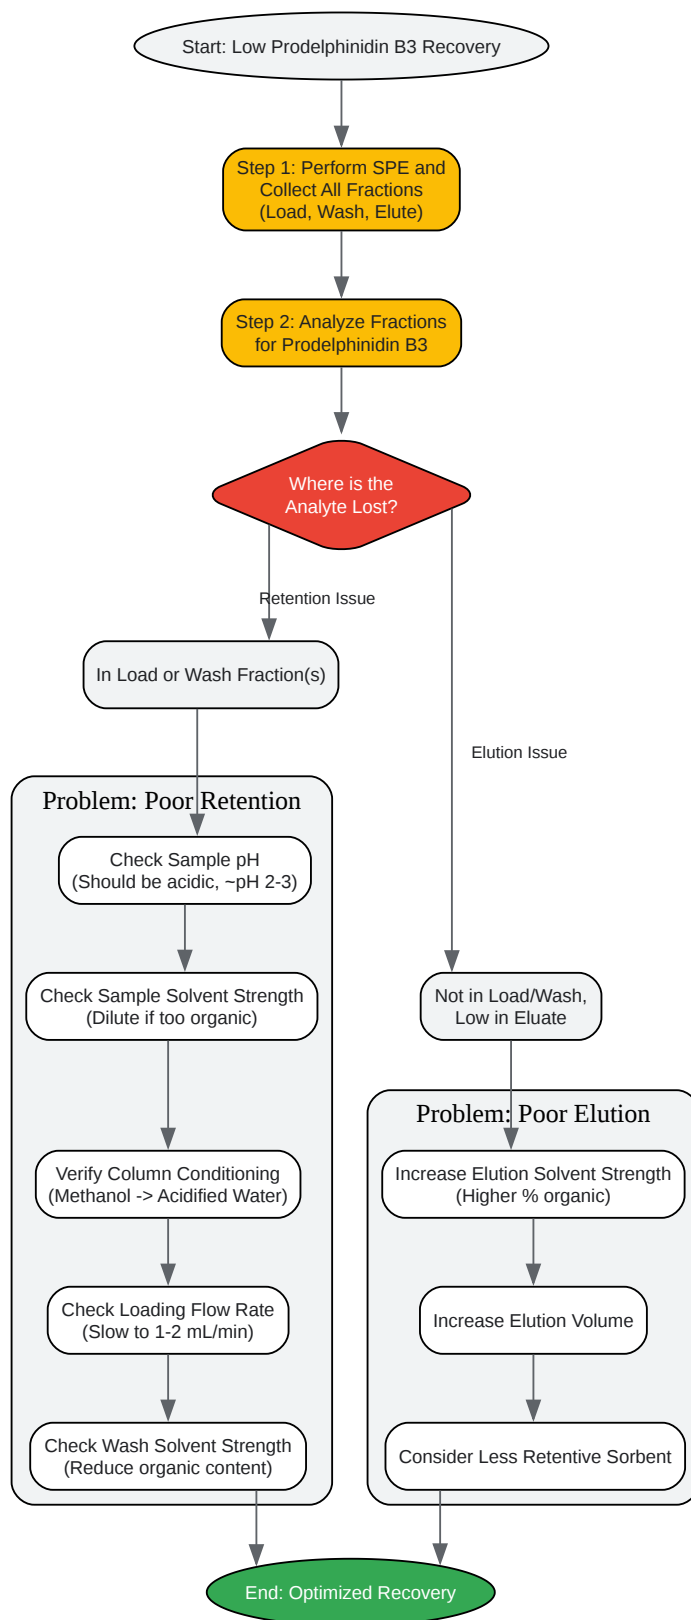 Start: Low Prodelphinidin B3 Recovery
Step 1: Perform SPE and
Collect All Fractions
(Load, Wash, Elute)
Step 2: Analyze Fractions
for Prodelphinidin B3
Where is the
Analyte Lost?
Retention Issue
In Load or Wash Fraction(s)
Elution Issue
Problem: Poor Retention
Check Sample pH
(Should be acidic, ~pH 2-3)
Check Sample Solvent Strength
(Dilute if too organic)
Verify Column Conditioning
(Methanol -> Acidified Water)
Check Loading Flow Rate
(Slow to 1-2 mL/min)
Check Wash Solvent Strength
(Reduce organic content)
Not in Load/Wash,
Low in Eluate
Problem: Poor Elution
Increase Elution Solvent Strength
(Higher % organic)
Increase Elution Volume
Consider Less Retentive Sorbent
End: Optimized Recovery